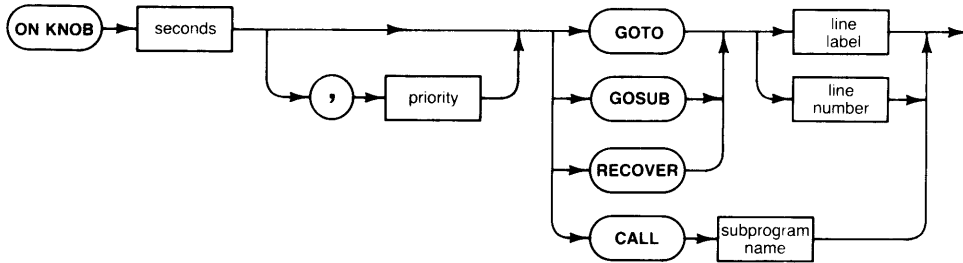 ON KNOB
seconds
,
priority
GOTO
GOSUB
RECOVER
CALL
subprogram
name
line
label
line
number